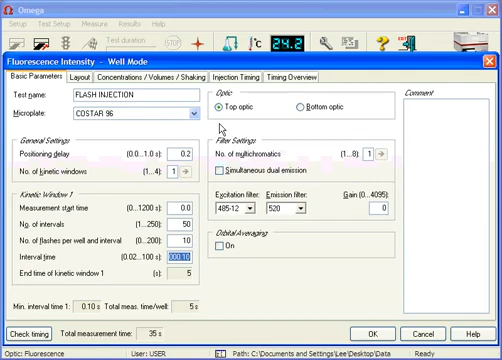 Omega
Setup Test Setup Measure Results Help
Test duration
STOP °C 24.2 EXIT
Fluorescence Intensity - Well Mode
Basic Parameters Layout Concentrations / Volumes / Shaking Injection Timing Timing Overview
Test name: FLASH INJECTION
Microplate: COSTAR 96
Optic
Top optic Bottom optic
Comment
General Settings
Positioning delay (0.0...1.0 s) 0.2
No. of kinetic windows (1...4): 1
Filter Settings
No. of multichromatics (1...8): 1
Simultaneous dual emission
Excitation filter: Emission filter: Gain (0...4095)
485-12 520 0
Kinetic Window 1
Measurement start time (0...1200 s) 0.0
No. of intervals (1...250) 50
No. of flashes per well and interval (0...200) 10
Interval time (0.02...100 s) 000.10
End time of kinetic window 1 (s): 5
Orbital Averaging
On
Min. interval time 1: 0.10 s Total meas. time/well: 5 s
Check timing Total measurement time: 35 s OK Cancel Help
Optic: Fluorescence User: USER Path: C:\Documents and Settings\Lee\Desktop\Data Ready